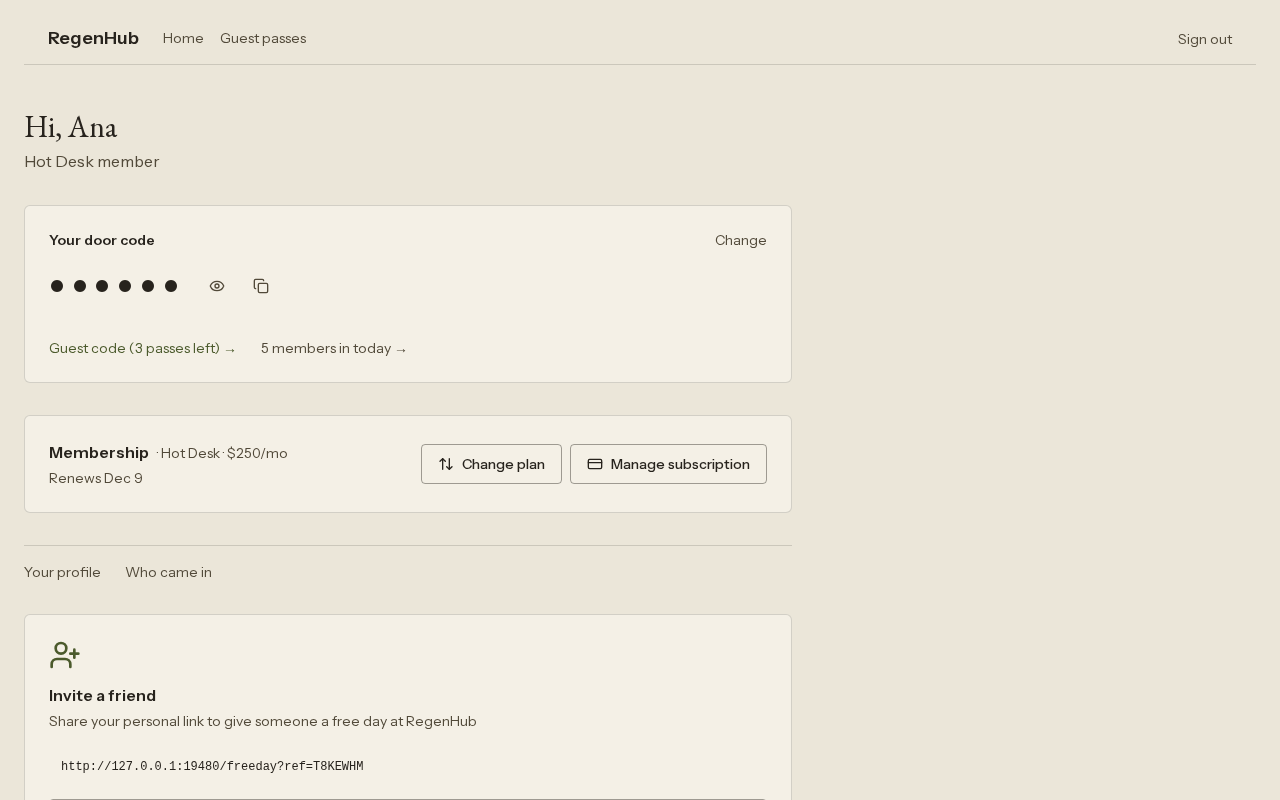 RegenHub Home Guest passes Sign out
Hi, Ana
Hot Desk member
Your door code Change
Guest code (3 passes left) → 5 members in today →
Membership · Hot Desk · $250/mo
Renews Dec 9
Change plan Manage subscription
Your profile Who came in
Invite a friend
Share your personal link to give someone a free day at RegenHub
http://127.0.0.1:19480/freeday?ref=T8KEWHM